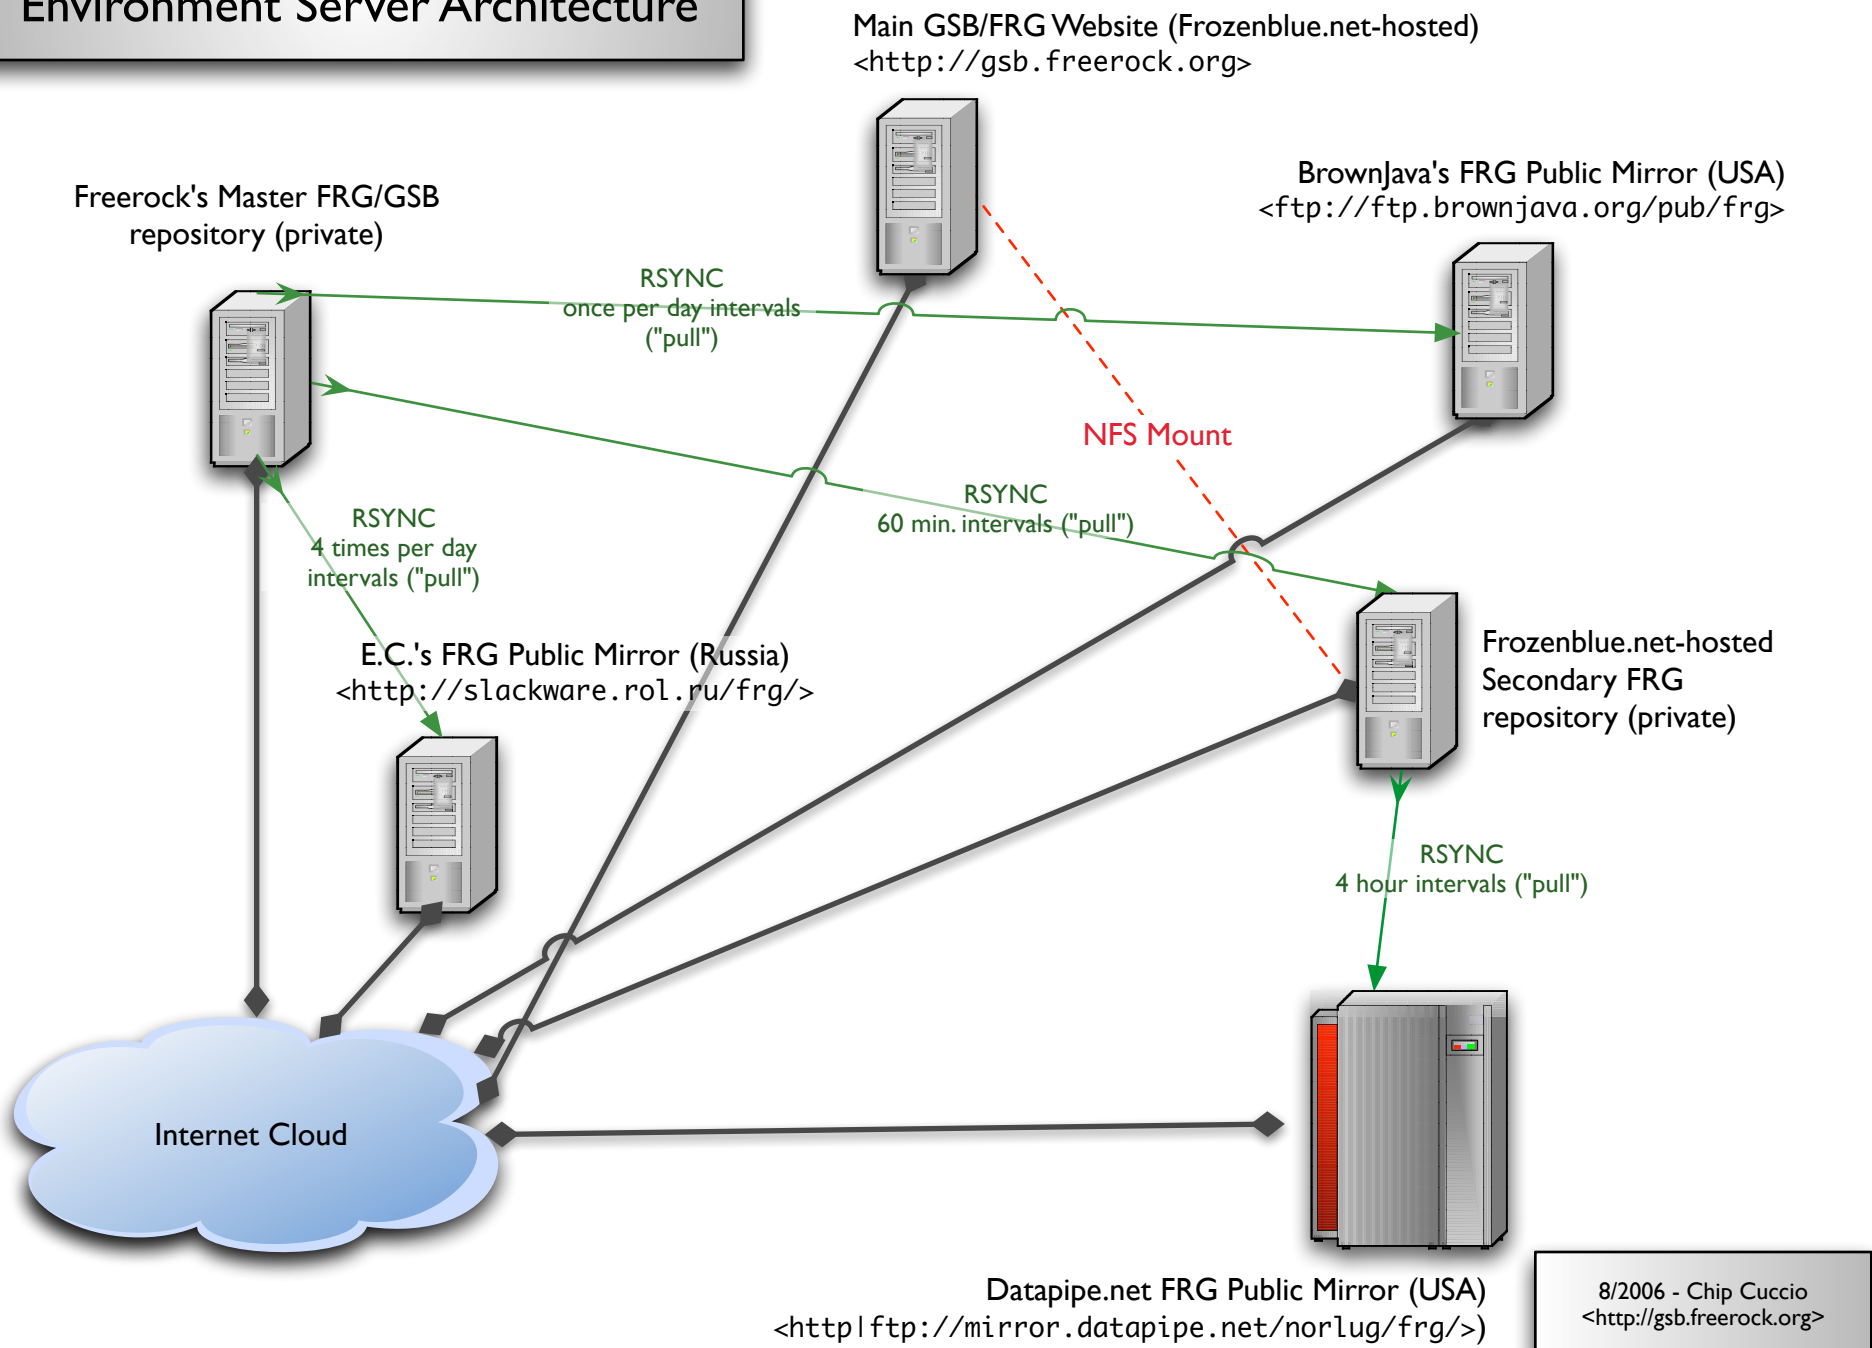 Environment Server Architecture
Main GSB/FRG Website (Frozenblue.net-hosted)
<http://gsb.freerock.org>
BrownJava's FRG Public Mirror (USA)
<ftp://ftp.brownjava.org/pub/frg>
Freerock's Master FRG/GSB
repository (private)
RSYNC
once per day intervals
("pull")
NFS Mount
RSYNC
60 min. intervals ("pull")
RSYNC
4 times per day
intervals ("pull")
E.C.'s FRG Public Mirror (Russia)
<http://slackware.rol.ru/frg/>
Frozenblue.net-hosted
Secondary FRG
repository (private)
RSYNC
4 hour intervals ("pull")
Internet Cloud
Datapipe.net FRG Public Mirror (USA)
<http|ftp://mirror.datapipe.net/norlug/frg/>)
8/2006 - Chip Cuccio
<http://gsb.freerock.org>